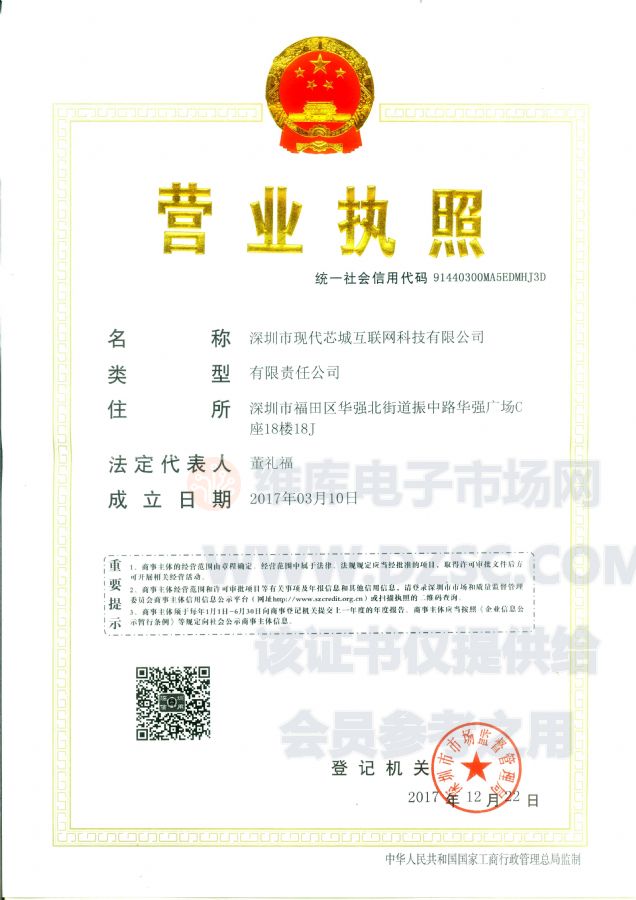 营业执照
统一社会信用代码 91440300MA5EDMHJ3D
名称 深圳市现代芯城互联网科技有限公司
类型 有限责任公司
住所 深圳市福田区华强北街道振中路华强广场C
座18楼18J
法定代表人 董礼福
成立日期 2017年03月10日
维库电子市场网
WWW.DZSC.COM
重要提示
1、商事主体的经营范围由章程确定。经营范围中属于法律、法规规定应当经批准的项目，取得许可审批文件后方
可开展相关经营活动。
2、商事主体经营范围和许可审批项目等有关事项及年报信息和其他信用信息，请登录深圳市市场和质量监督管理
委员会商事主体信用信息公示平台（网址http://www.szcredit.org.cn）或扫描执照的二维码查询。
3、商事主体须于每年1月1日－6月30日向商事登记机关提交上一年度的年度报告。商事主体应当按照《企业信息公
示暂行条例》等规定向社会公示商事主体信息。
该证书仅提供给
会员参考之用
登记机关
深圳市市场监督管理局
2017年12月22日
中华人民共和国国家工商行政管理总局监制